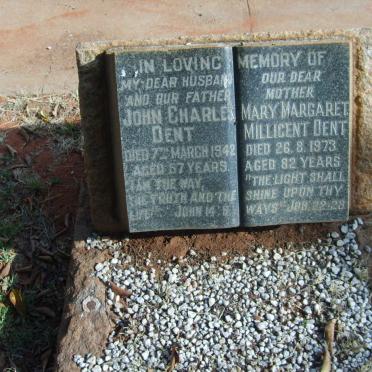 IN LOVING MEMORY OF
MY DEAR HUSBAND
AND OUR FATHER
JOHN CHARLES
DENT
DIED 7TH MARCH 1942
AGED 67 YEARS
I AM THE WAY,
THE TRUTH AND THE
LIFE" JOHN 14:6
OUR DEAR
MOTHER
MARY MARGARET
MILLICENT DENT
DIED 26.8.1973
AGED 82 YEARS
"THE LIGHT SHALL
SHINE UPON THY
WAYS" JOB 22:28